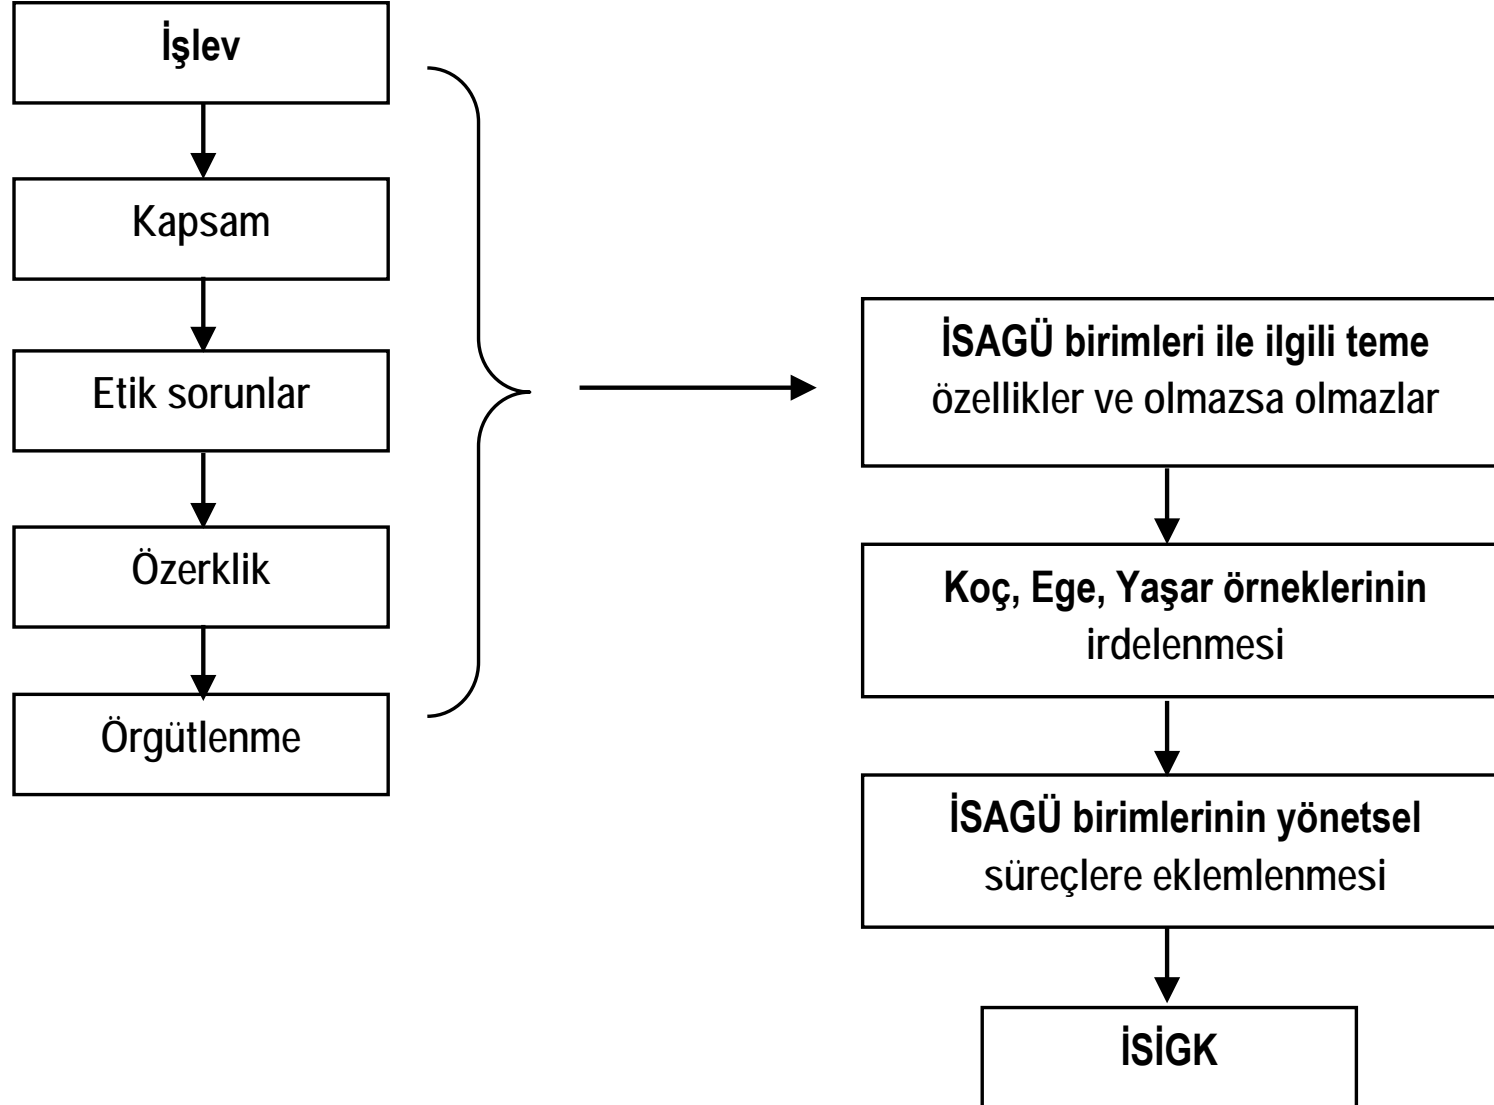 İşlev
Kapsam
Etik sorunlar
Özerklik
Örgütlenme
İSAGÜ birimleri ile ilgili teme
özellikler ve olmazsa olmazlar
Koç, Ege, Yaşar örneklerinin
irdelenmesi
İSAGÜ birimlerinin yönetsel
süreçlere eklemlenmesi
İSİGK